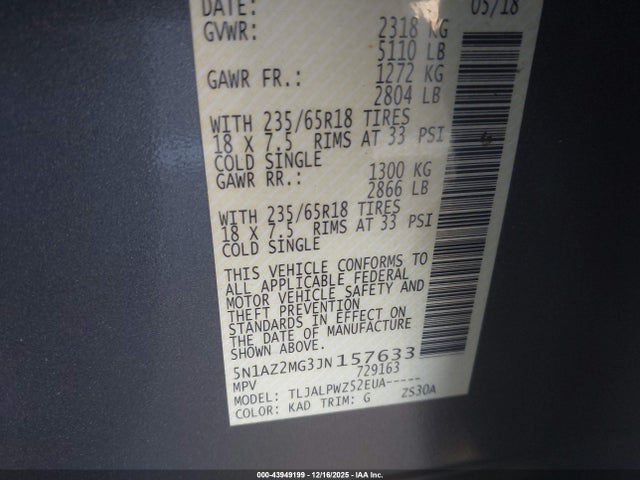 DATE: 05/18
GVWR: 2318 KG
5110 LB
GAWR FR.: 1272 KG
2804 LB
WITH 235/65R18 TIRES
18 X 7.5 RIMS AT 33 PSI
COLD SINGLE
GAWR RR.: 1300 KG
2866 LB
WITH 235/65R18 TIRES
18 X 7.5 RIMS AT 33 PSI
COLD SINGLE
THIS VEHICLE CONFORMS TO
ALL APPLICABLE FEDERAL
MOTOR VEHICLE SAFETY AND
THEFT PREVENTION
STANDARDS IN EFFECT ON
THE DATE OF MANUFACTURE
SHOWN ABOVE.
5N1AZ2MG3JN157633
MPV 729163
MODEL: TLJALPWZ52EUA-----
COLOR: KAD TRIM: G ZS30A
000-43949199 • 12/16/2025 • IAA Inc.